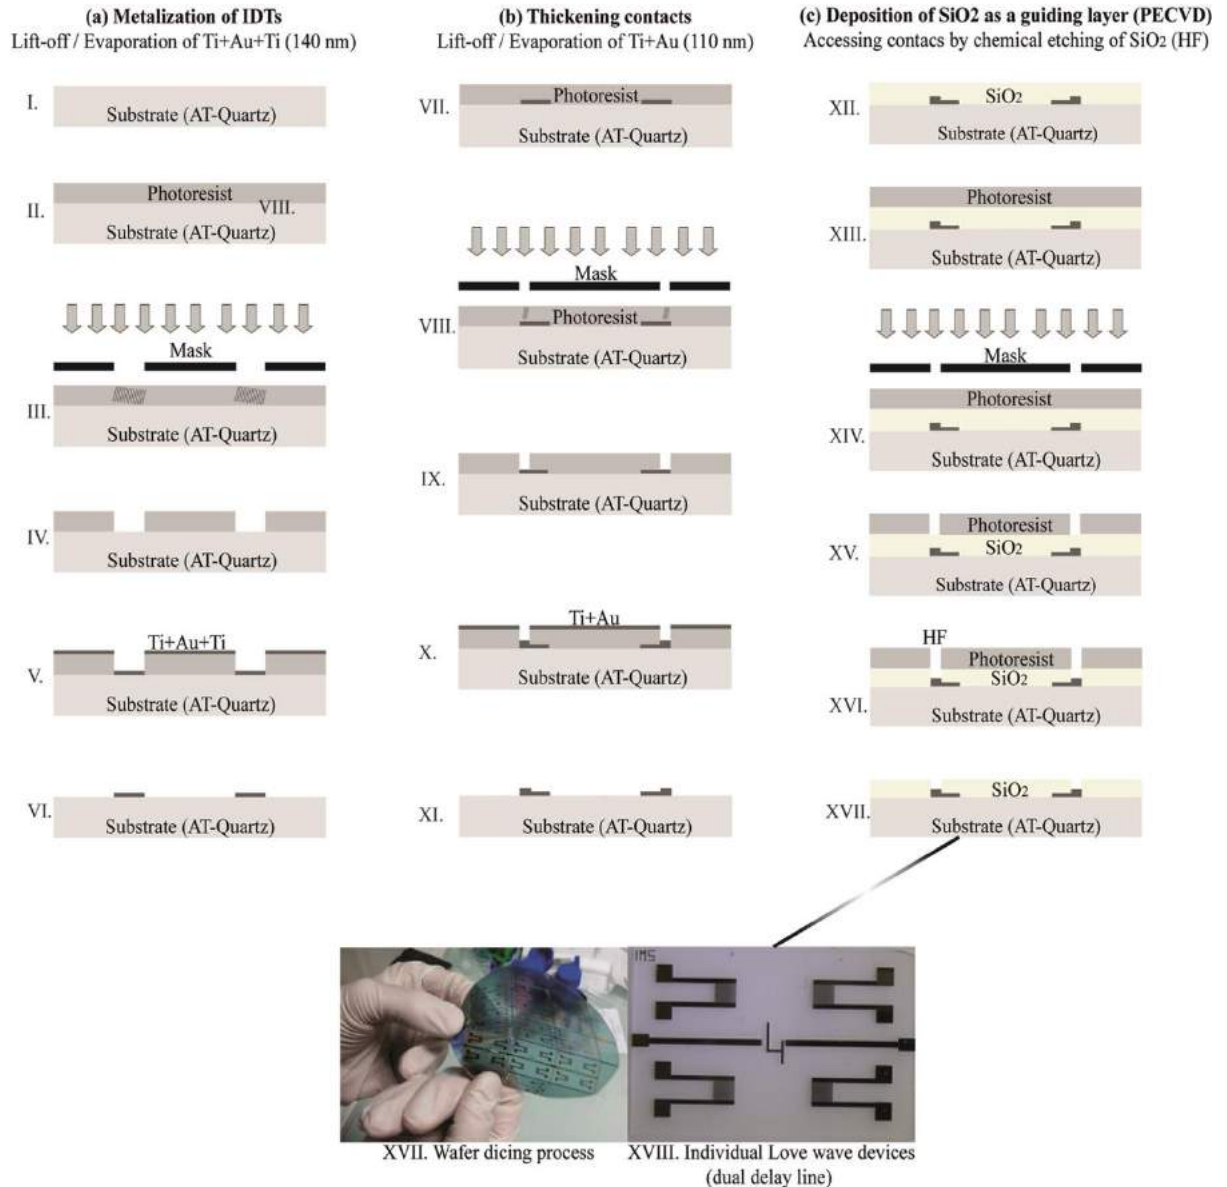 (a) Metalization of IDTs
Lift-off / Evaporation of Ti+Au+Ti (140 nm)
I.
Substrate (AT-Quartz)
II.
Photoresist
VIII.
Substrate (AT-Quartz)
Mask
III.
Substrate (AT-Quartz)
IV.
Substrate (AT-Quartz)
Ti+Au+Ti
V.
Substrate (AT-Quartz)
VI.
Substrate (AT-Quartz)
(b) Thickening contacts
Lift-off / Evaporation of Ti+Au (110 nm)
VII.
Photoresist
Substrate (AT-Quartz)
Mask
VIII.
Photoresist
Substrate (AT-Quartz)
IX.
Substrate (AT-Quartz)
Ti+Au
X.
Substrate (AT-Quartz)
XI.
Substrate (AT-Quartz)
(c) Deposition of SiO2 as a guiding layer (PECVD)
Accessing contacs by chemical etching of SiO2 (HF)
XII.
SiO2
Substrate (AT-Quartz)
XIII.
Photoresist
Substrate (AT-Quartz)
Mask
Photoresist
XIV.
Substrate (AT-Quartz)
Photoresist
XV.
SiO2
Substrate (AT-Quartz)
HF
Photoresist
SiO2
XVI.
Substrate (AT-Quartz)
SiO2
XVII.
Substrate (AT-Quartz)
IMS
XVII. Wafer dicing process
XVIII. Individual Love wave devices
(dual delay line)